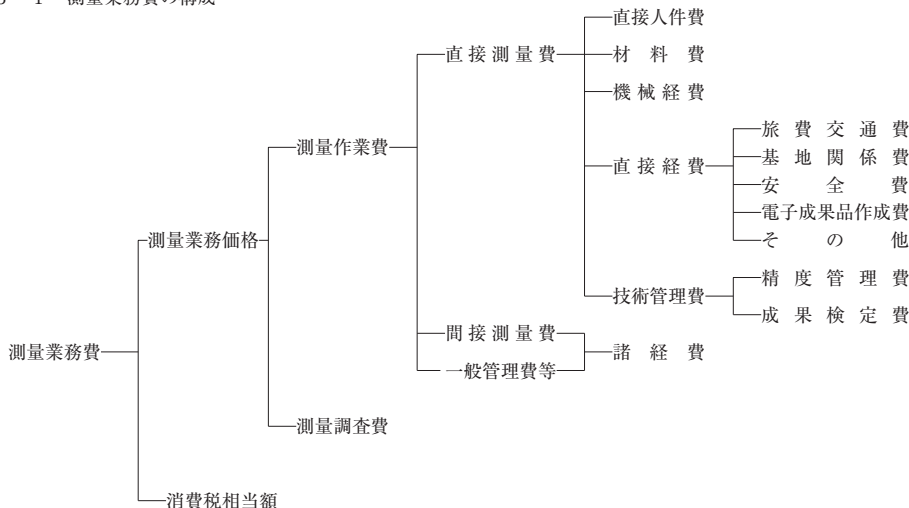 測量業務費の構成
直接人件費
直接測量費
材料費
機械経費
旅費交通費
測量作業費
基地関係費
直接経費
安全費
電子成果品作成費
測量業務価格
その他
精度管理費
技術管理費
成果検定費
間接測量費
測量業務費
諸経費
一般管理費等
測量調査費
消費税相当額